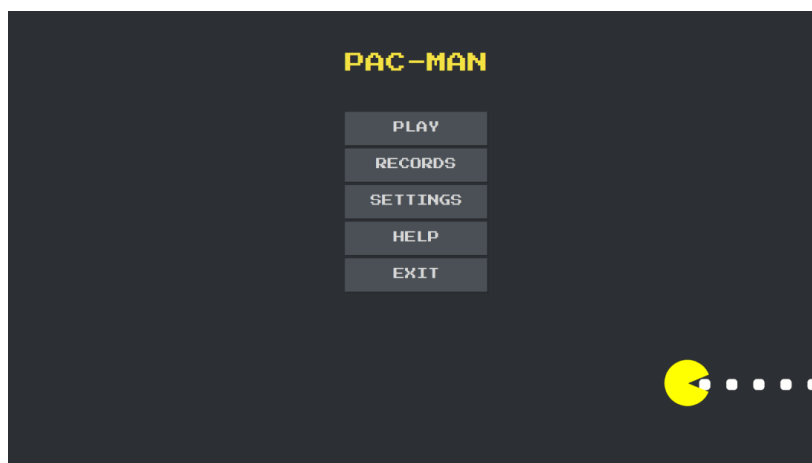 PAC-MAN
PLAY
RECORDS
SETTINGS
HELP
EXIT